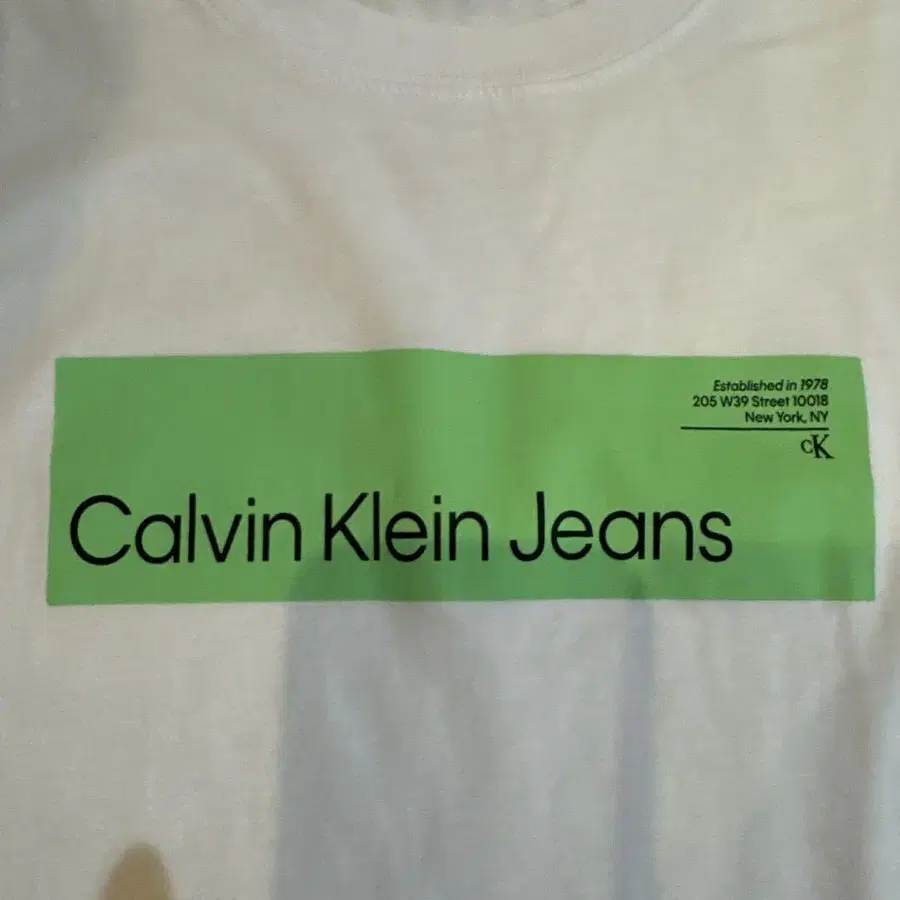 Established in 1978
205 W39 Street 10018
New York, NY
cK
Calvin Klein Jeans